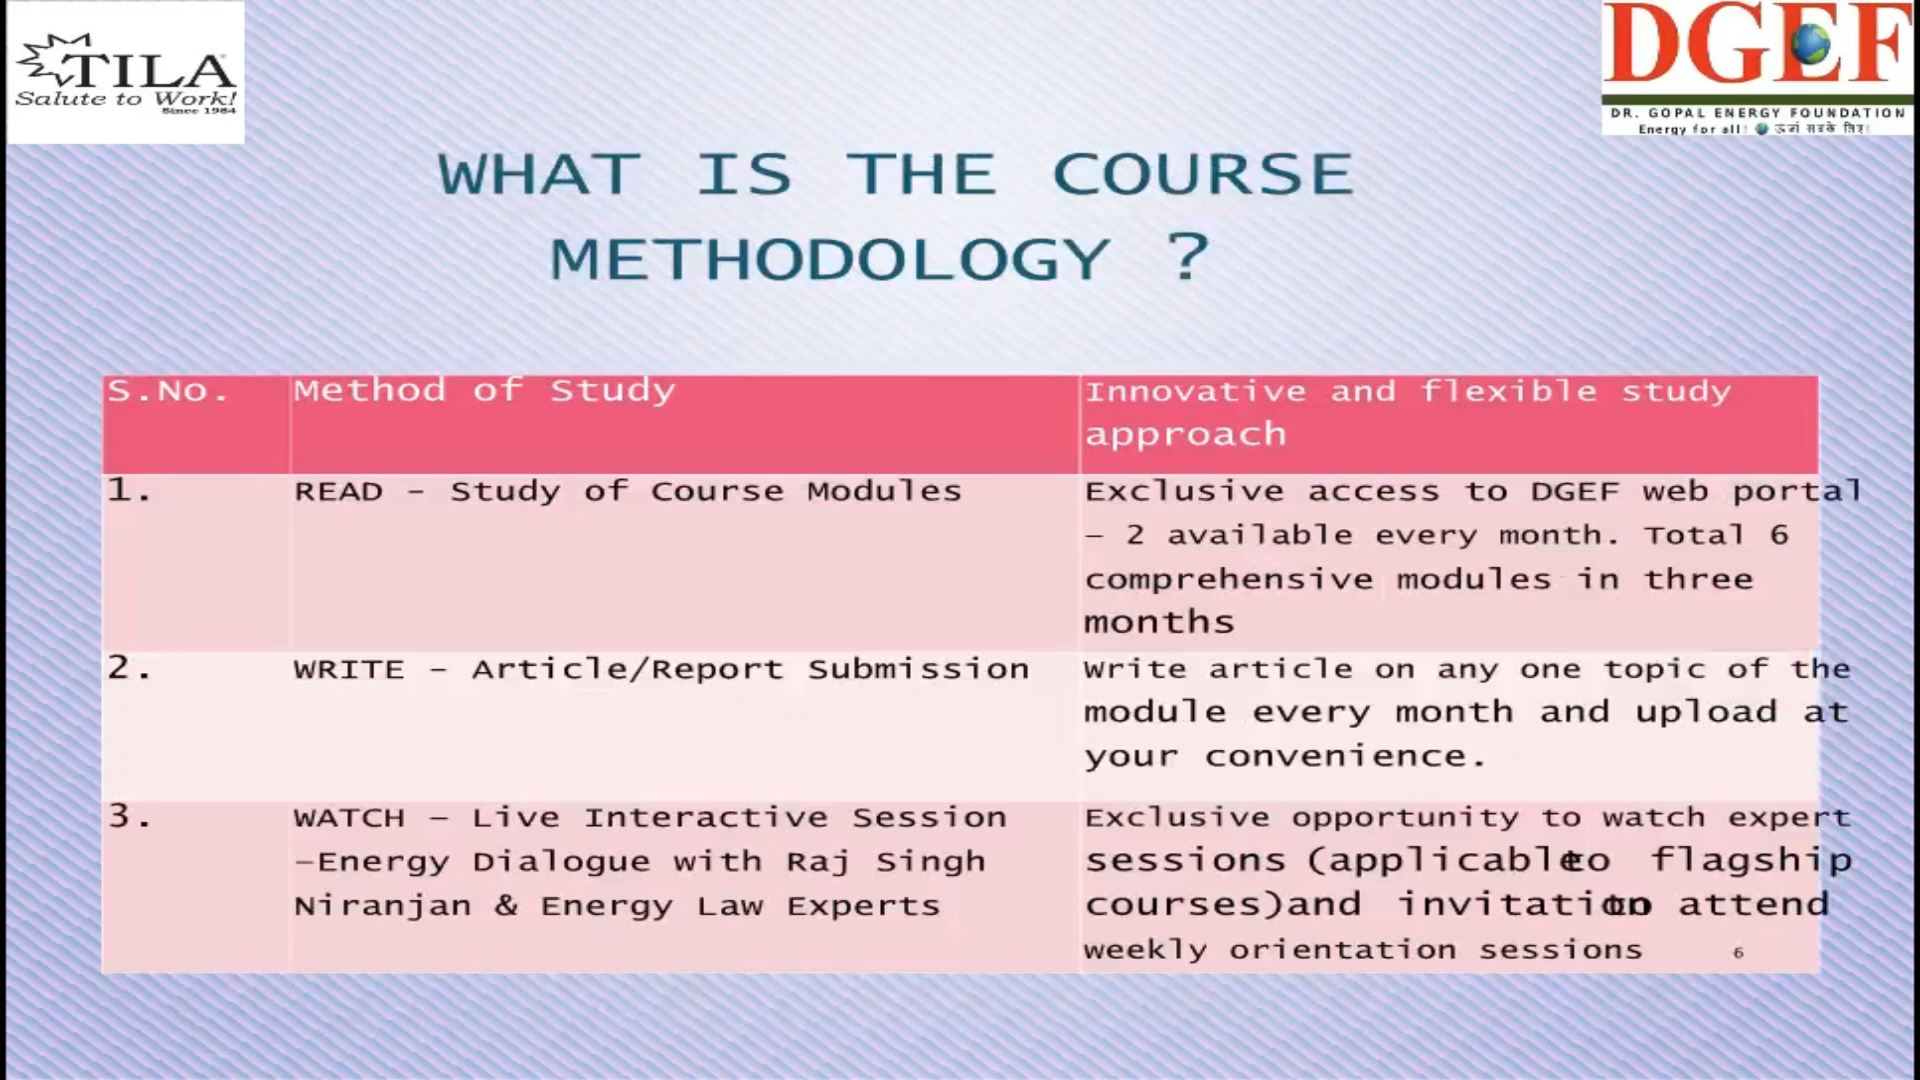 TILA
Salute to Work!
Since 1984
DGEF
DR. GOPAL ENERGY FOUNDATION
Energy for all! ऊर्जा सबके लिए!
WHAT IS THE COURSE
METHODOLOGY ?
S.No.
Method of Study
Innovative and flexible study
approach
1.
READ – Study of Course Modules
Exclusive access to DGEF web portal
– 2 available every month. Total 6
comprehensive modules in three
months
2.
WRITE – Article/Report Submission
Write article on any one topic of the
module every month and upload at
your convenience.
3.
WATCH – Live Interactive Session
–Energy Dialogue with Raj Singh
Niranjan & Energy Law Experts
Exclusive opportunity to watch expert
sessions (applicable to flagship
courses)and invitation to attend
weekly orientation sessions
6